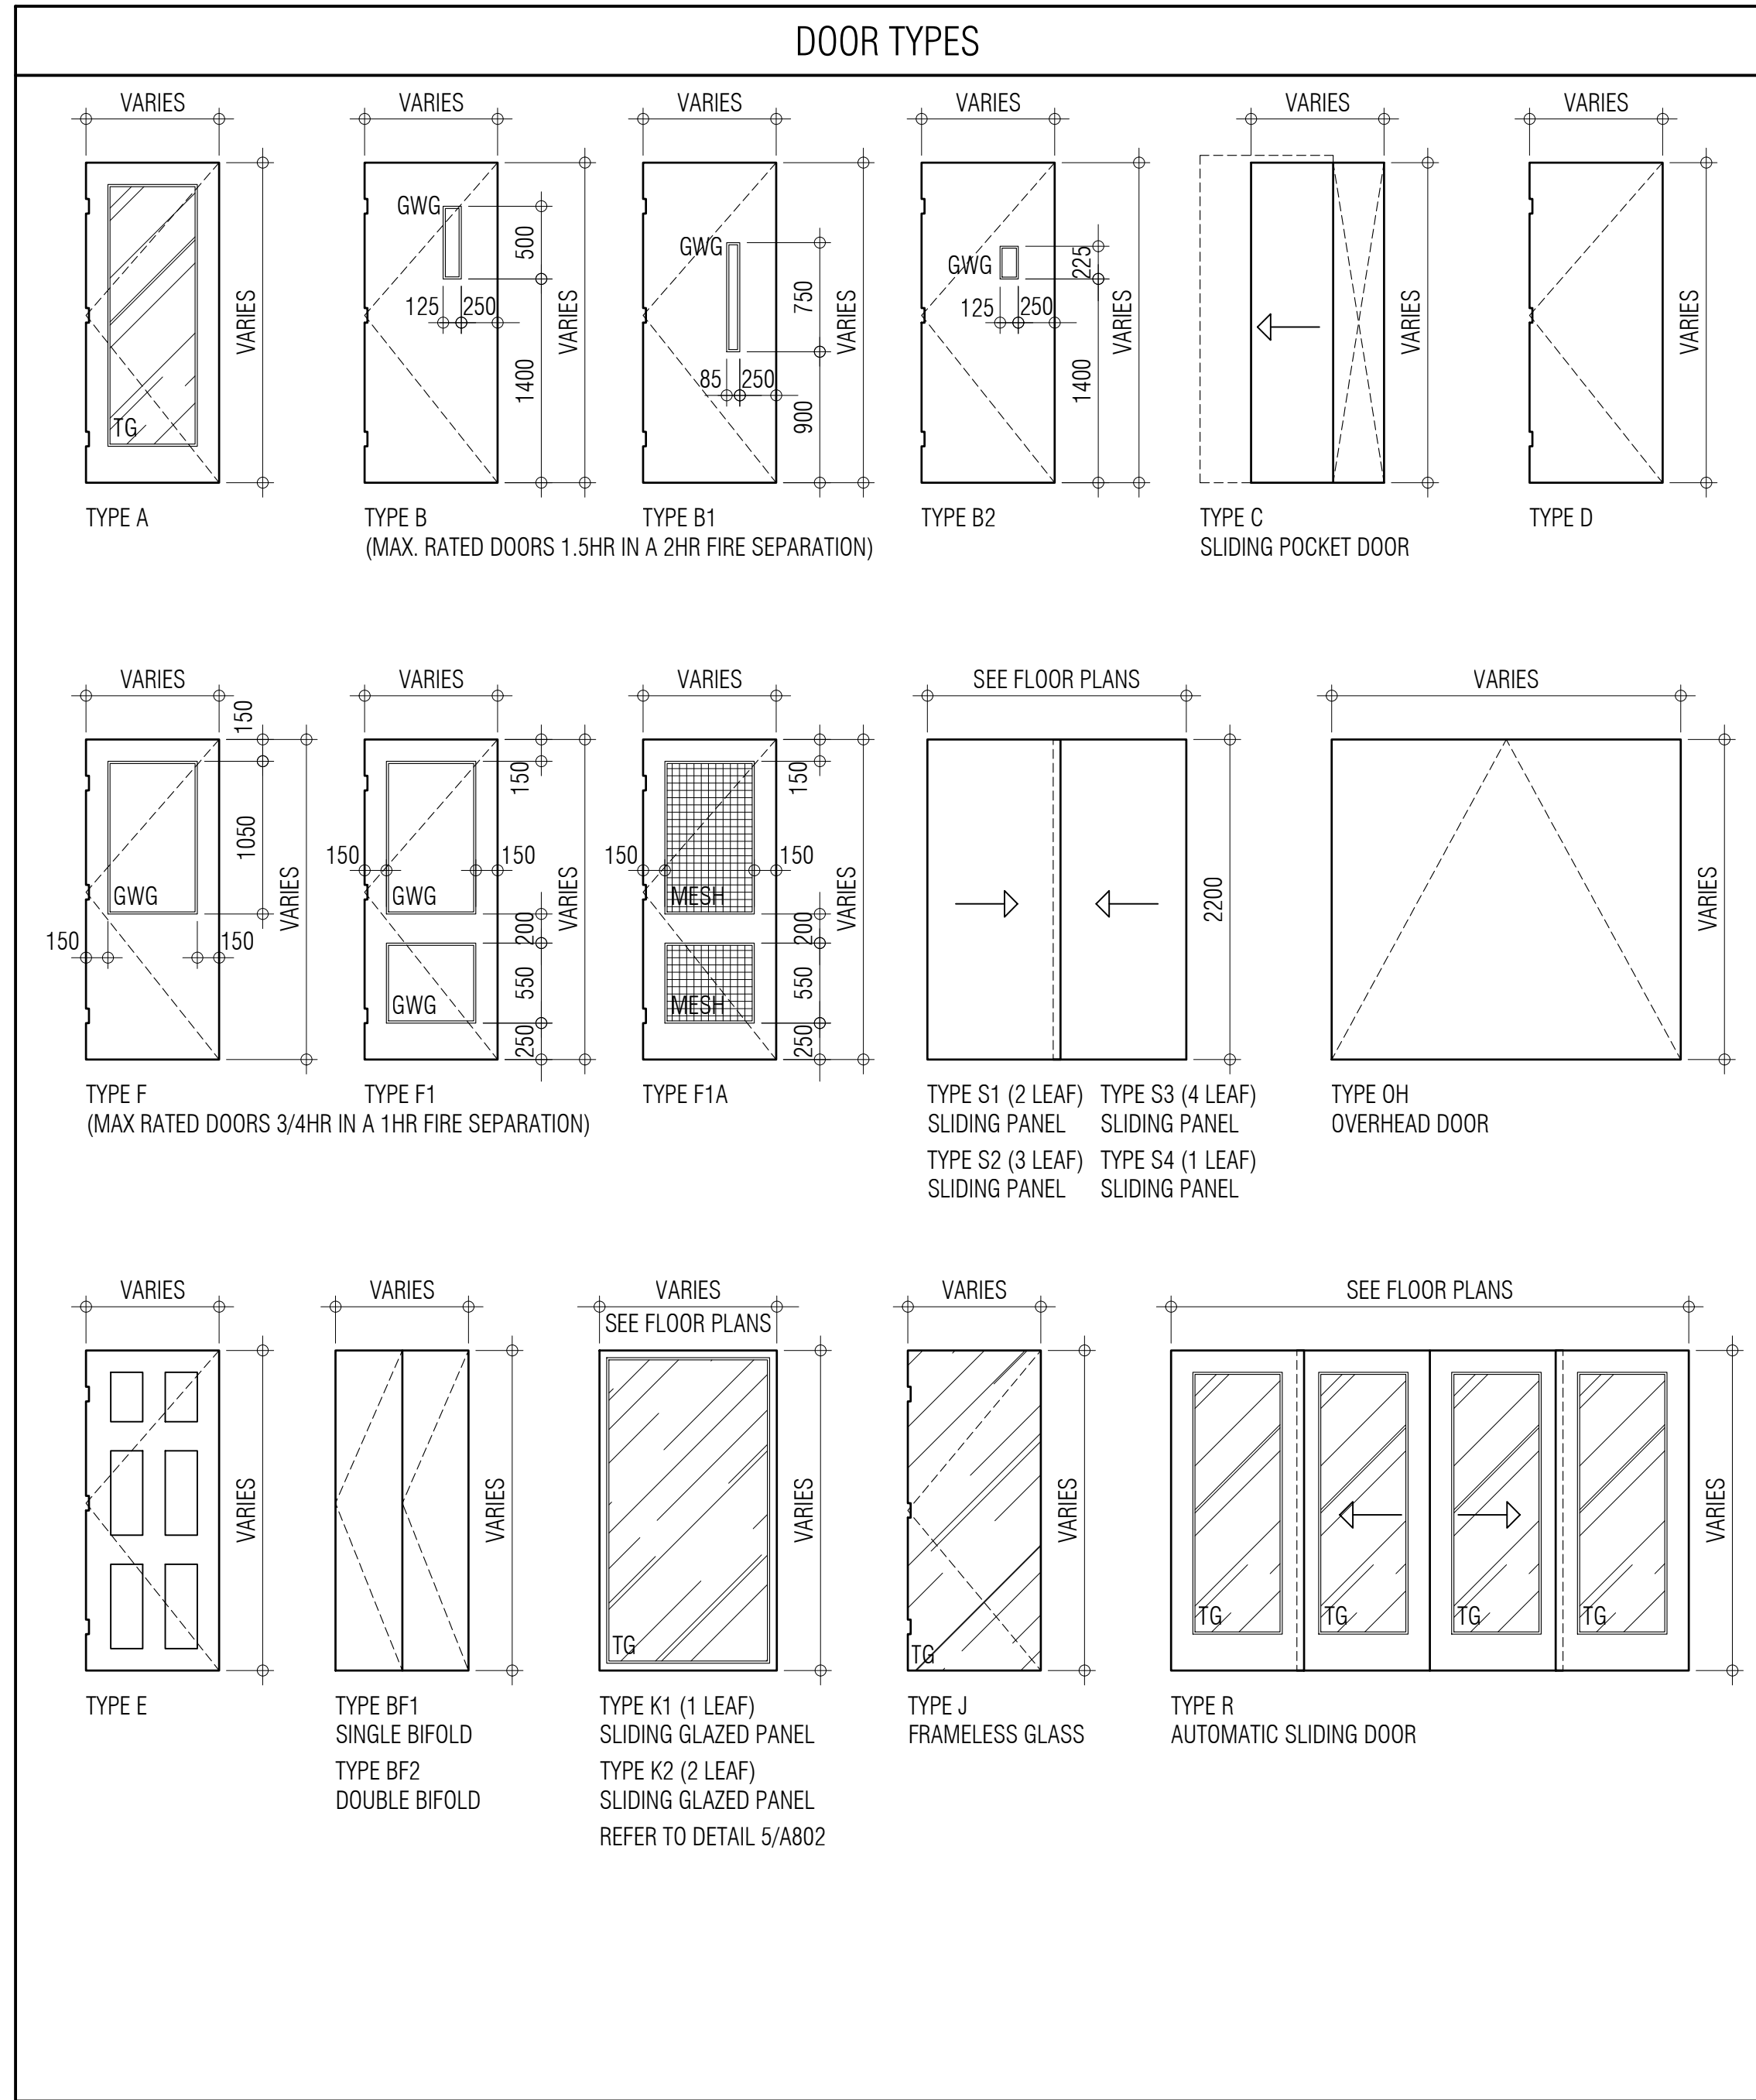 DOOR TYPES
VARIES
VARIES
VARIES
VARIES
VARIES
VARIES
TG
VARIES
GWG
500
125
250
1400
VARIES
GWG
750
85
250
900
VARIES
GWG
225
125
250
1400
VARIES
VARIES
VARIES
TYPE A
TYPE B
TYPE B1
(MAX. RATED DOORS 1.5HR IN A 2HR FIRE SEPARATION)
TYPE B2
TYPE C
SLIDING POCKET DOOR
TYPE D
VARIES
VARIES
VARIES
SEE FLOOR PLANS
VARIES
150
1050
GWG
150
150
VARIES
150
150
150
GWG
200
550
GWG
250
VARIES
150
150
150
MESH
200
550
MESH
250
VARIES
2200
VARIES
TYPE F
TYPE F1
(MAX RATED DOORS 3/4HR IN A 1HR FIRE SEPARATION)
TYPE F1A
TYPE S1 (2 LEAF)
SLIDING PANEL
TYPE S2 (3 LEAF)
SLIDING PANEL
TYPE S3 (4 LEAF)
SLIDING PANEL
TYPE S4 (1 LEAF)
SLIDING PANEL
TYPE OH
OVERHEAD DOOR
VARIES
VARIES
VARIES
SEE FLOOR PLANS
VARIES
SEE FLOOR PLANS
VARIES
VARIES
TG
TG
VARIES
TG
TG
TG
TG
VARIES
TYPE E
TYPE BF1
SINGLE BIFOLD
TYPE BF2
DOUBLE BIFOLD
TYPE K1 (1 LEAF)
SLIDING GLAZED PANEL
TYPE K2 (2 LEAF)
SLIDING GLAZED PANEL
REFER TO DETAIL 5/A802
TYPE J
FRAMELESS GLASS
TYPE R
AUTOMATIC SLIDING DOOR